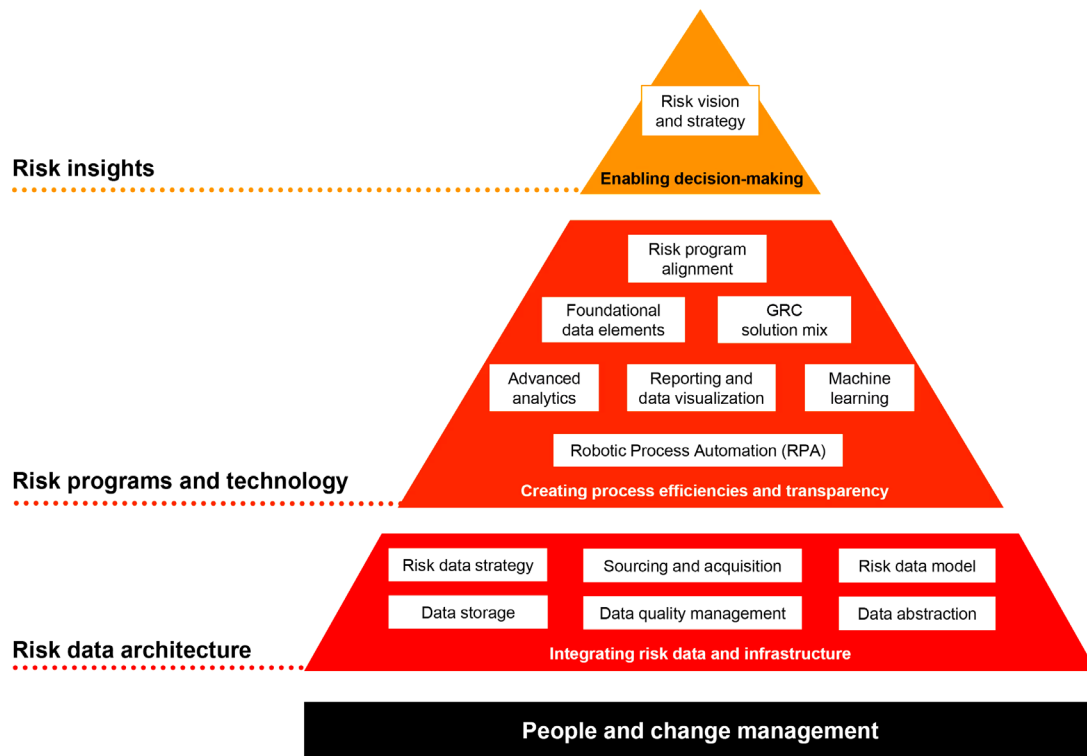 Risk vision
and strategy
Risk insights
Enabling decision-making
Risk program
alignment
Foundational
data elements
GRC
solution mix
Advanced
analytics
Reporting and
data visualization
Machine
learning
Robotic Process Automation (RPA)
Risk programs and technology
Creating process efficiencies and transparency
Risk data strategy
Sourcing and acquisition
Risk data model
Data storage
Data quality management
Data abstraction
Risk data architecture
Integrating risk data and infrastructure
People and change management